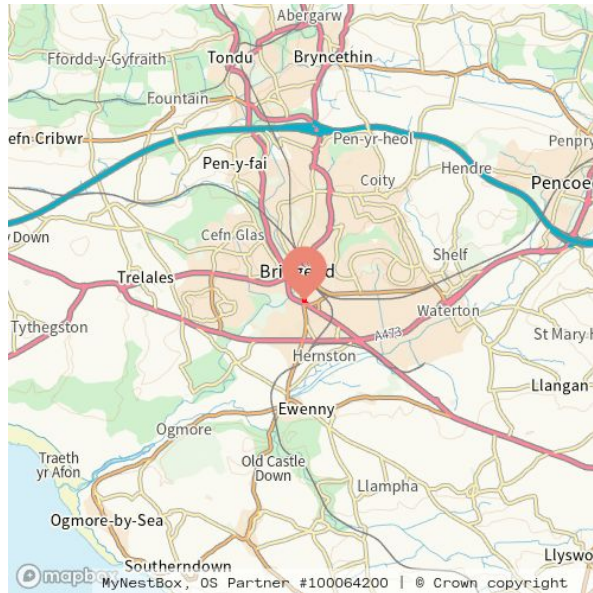 Abergarw
Ffordd-y-Gyfraith
Tondu
Bryncethin
Fountain
efn Cribwr
Pen-yr-heol
Penpry
Pen-y-fai
Hendre
Coity
Pencoed
Cefn Glas
y Down
Shelf
Trelales
Waterton
Tythegston
A473
St Mary H
Hernston
Llangan
Ewenny
Ogmore
Traeth
yr Afon
Old Castle
Down
Llampha
Ogmore-by-Sea
Llysw
Southerndown
mapbox
MyNestBox, OS Partner #100064200 | © Crown copyright